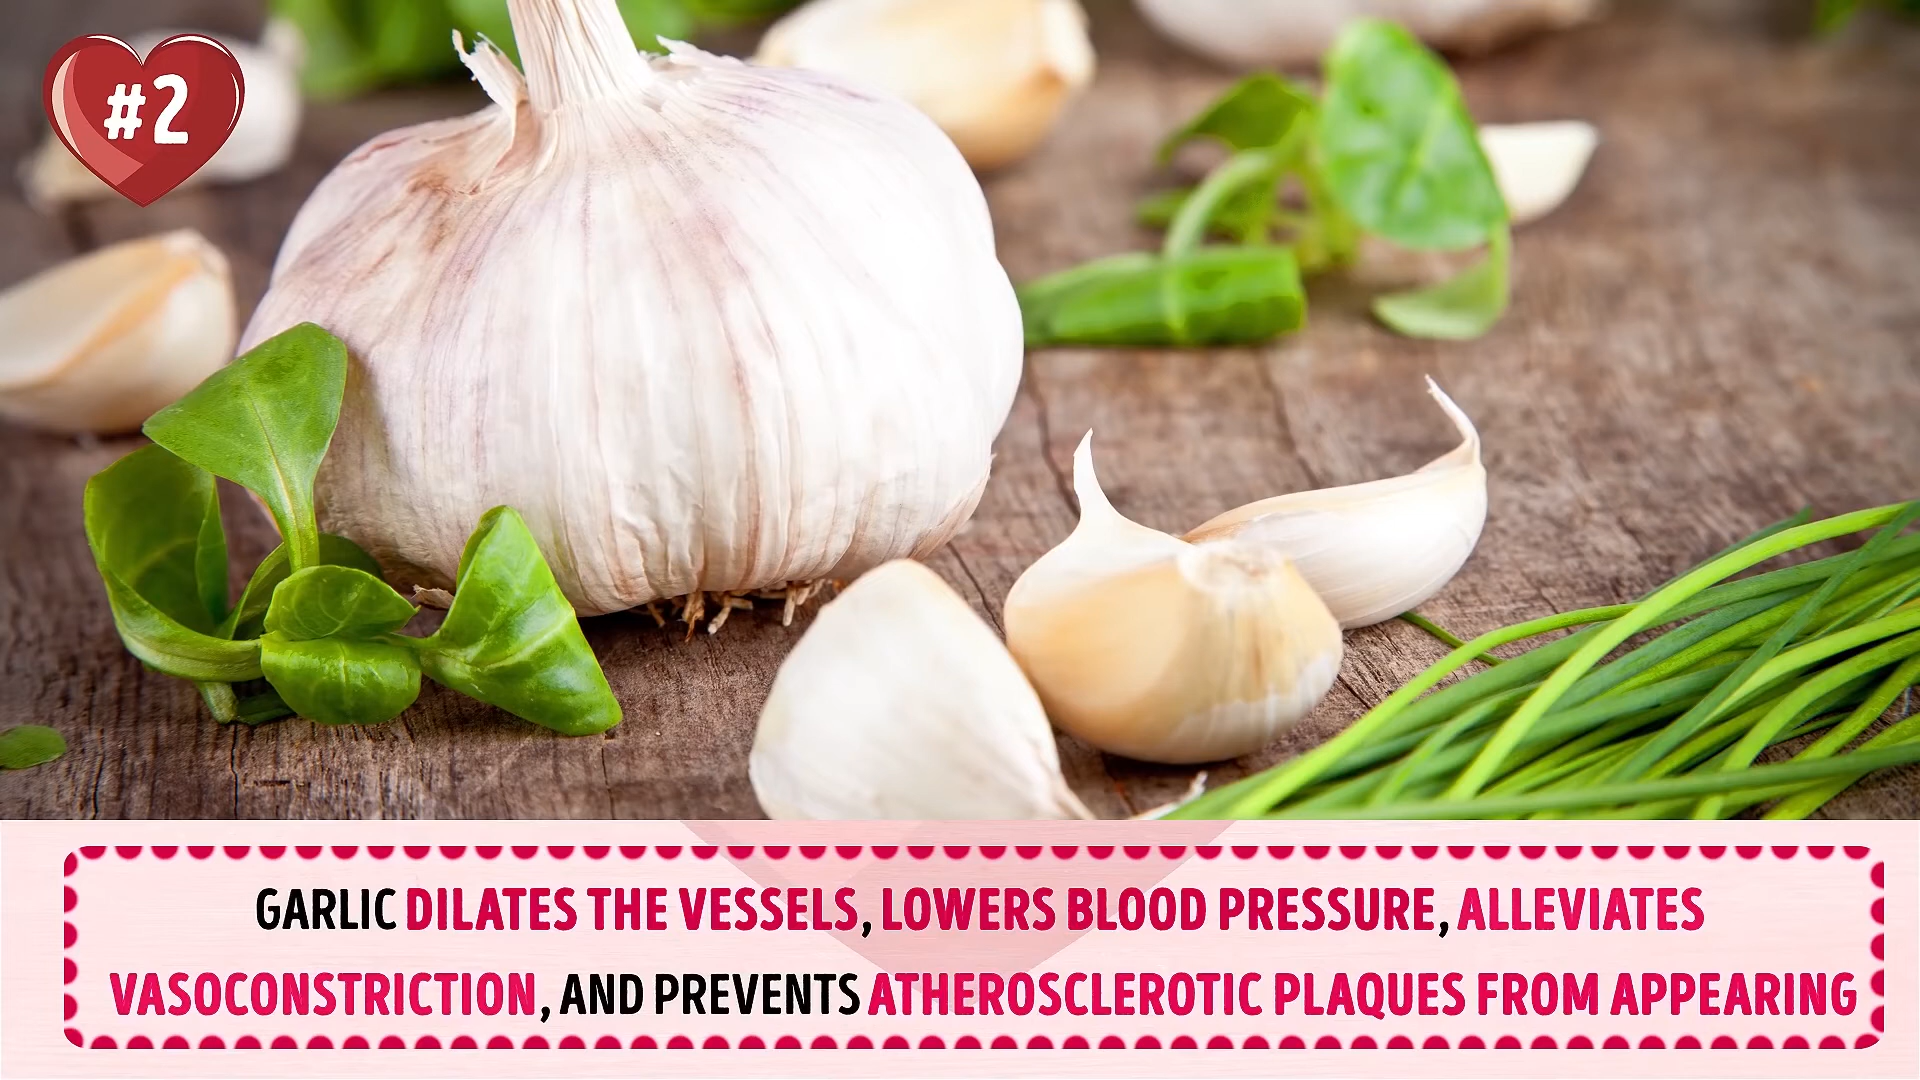 #2
GARLIC DILATES THE VESSELS, LOWERS BLOOD PRESSURE, ALLEVIATES
VASOCONSTRICTION, AND PREVENTS ATHEROSCLEROTIC PLAQUES FROM APPEARING